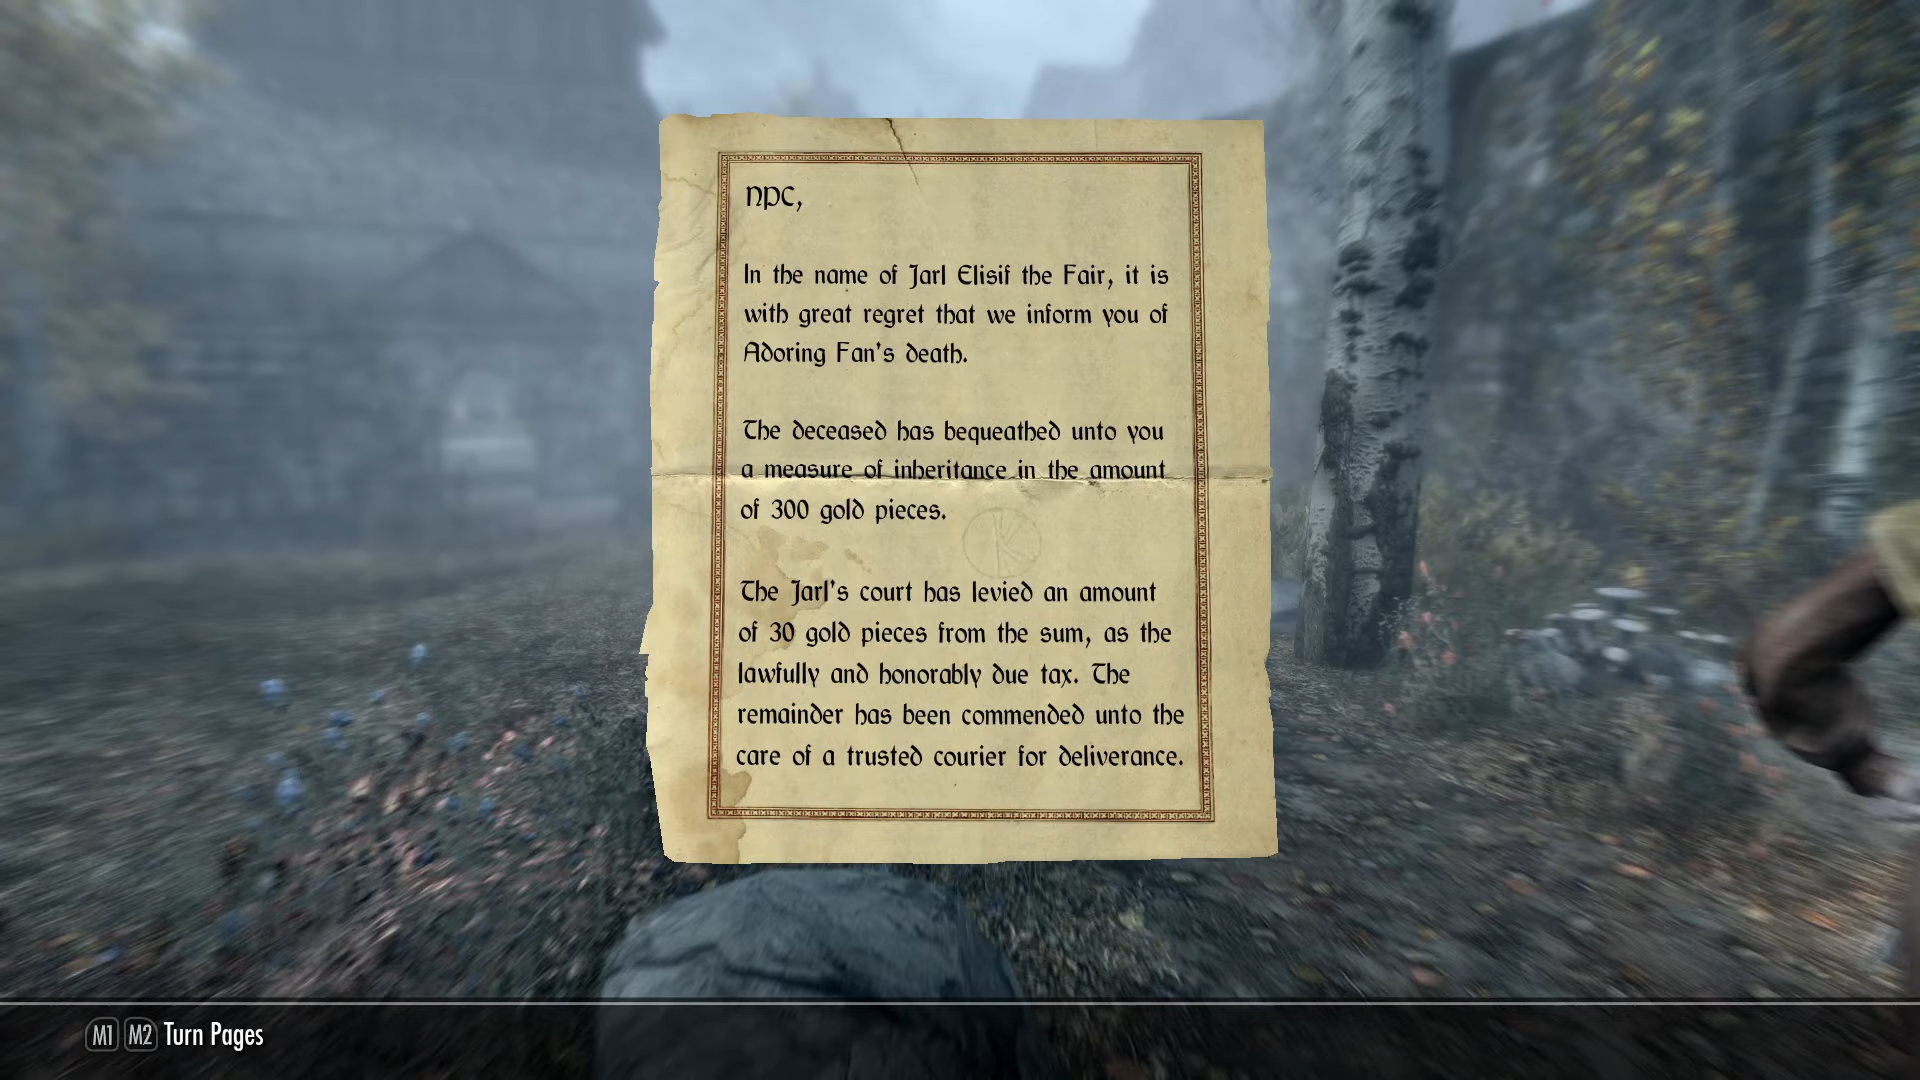 NPC,
In the name of Jarl Elisif the Fair, it is
with great regret that we inform you of
Adoring Fan's death.
The deceased has bequeathed unto you
a measure of inheritance in the amount
of 300 gold pieces.
The Jarl's court has levied an amount
of 30 gold pieces from the sum, as the
lawfully and honorably due tax. The
remainder has been commended unto the
care of a trusted courier for deliverance.
M1 M2 Turn Pages